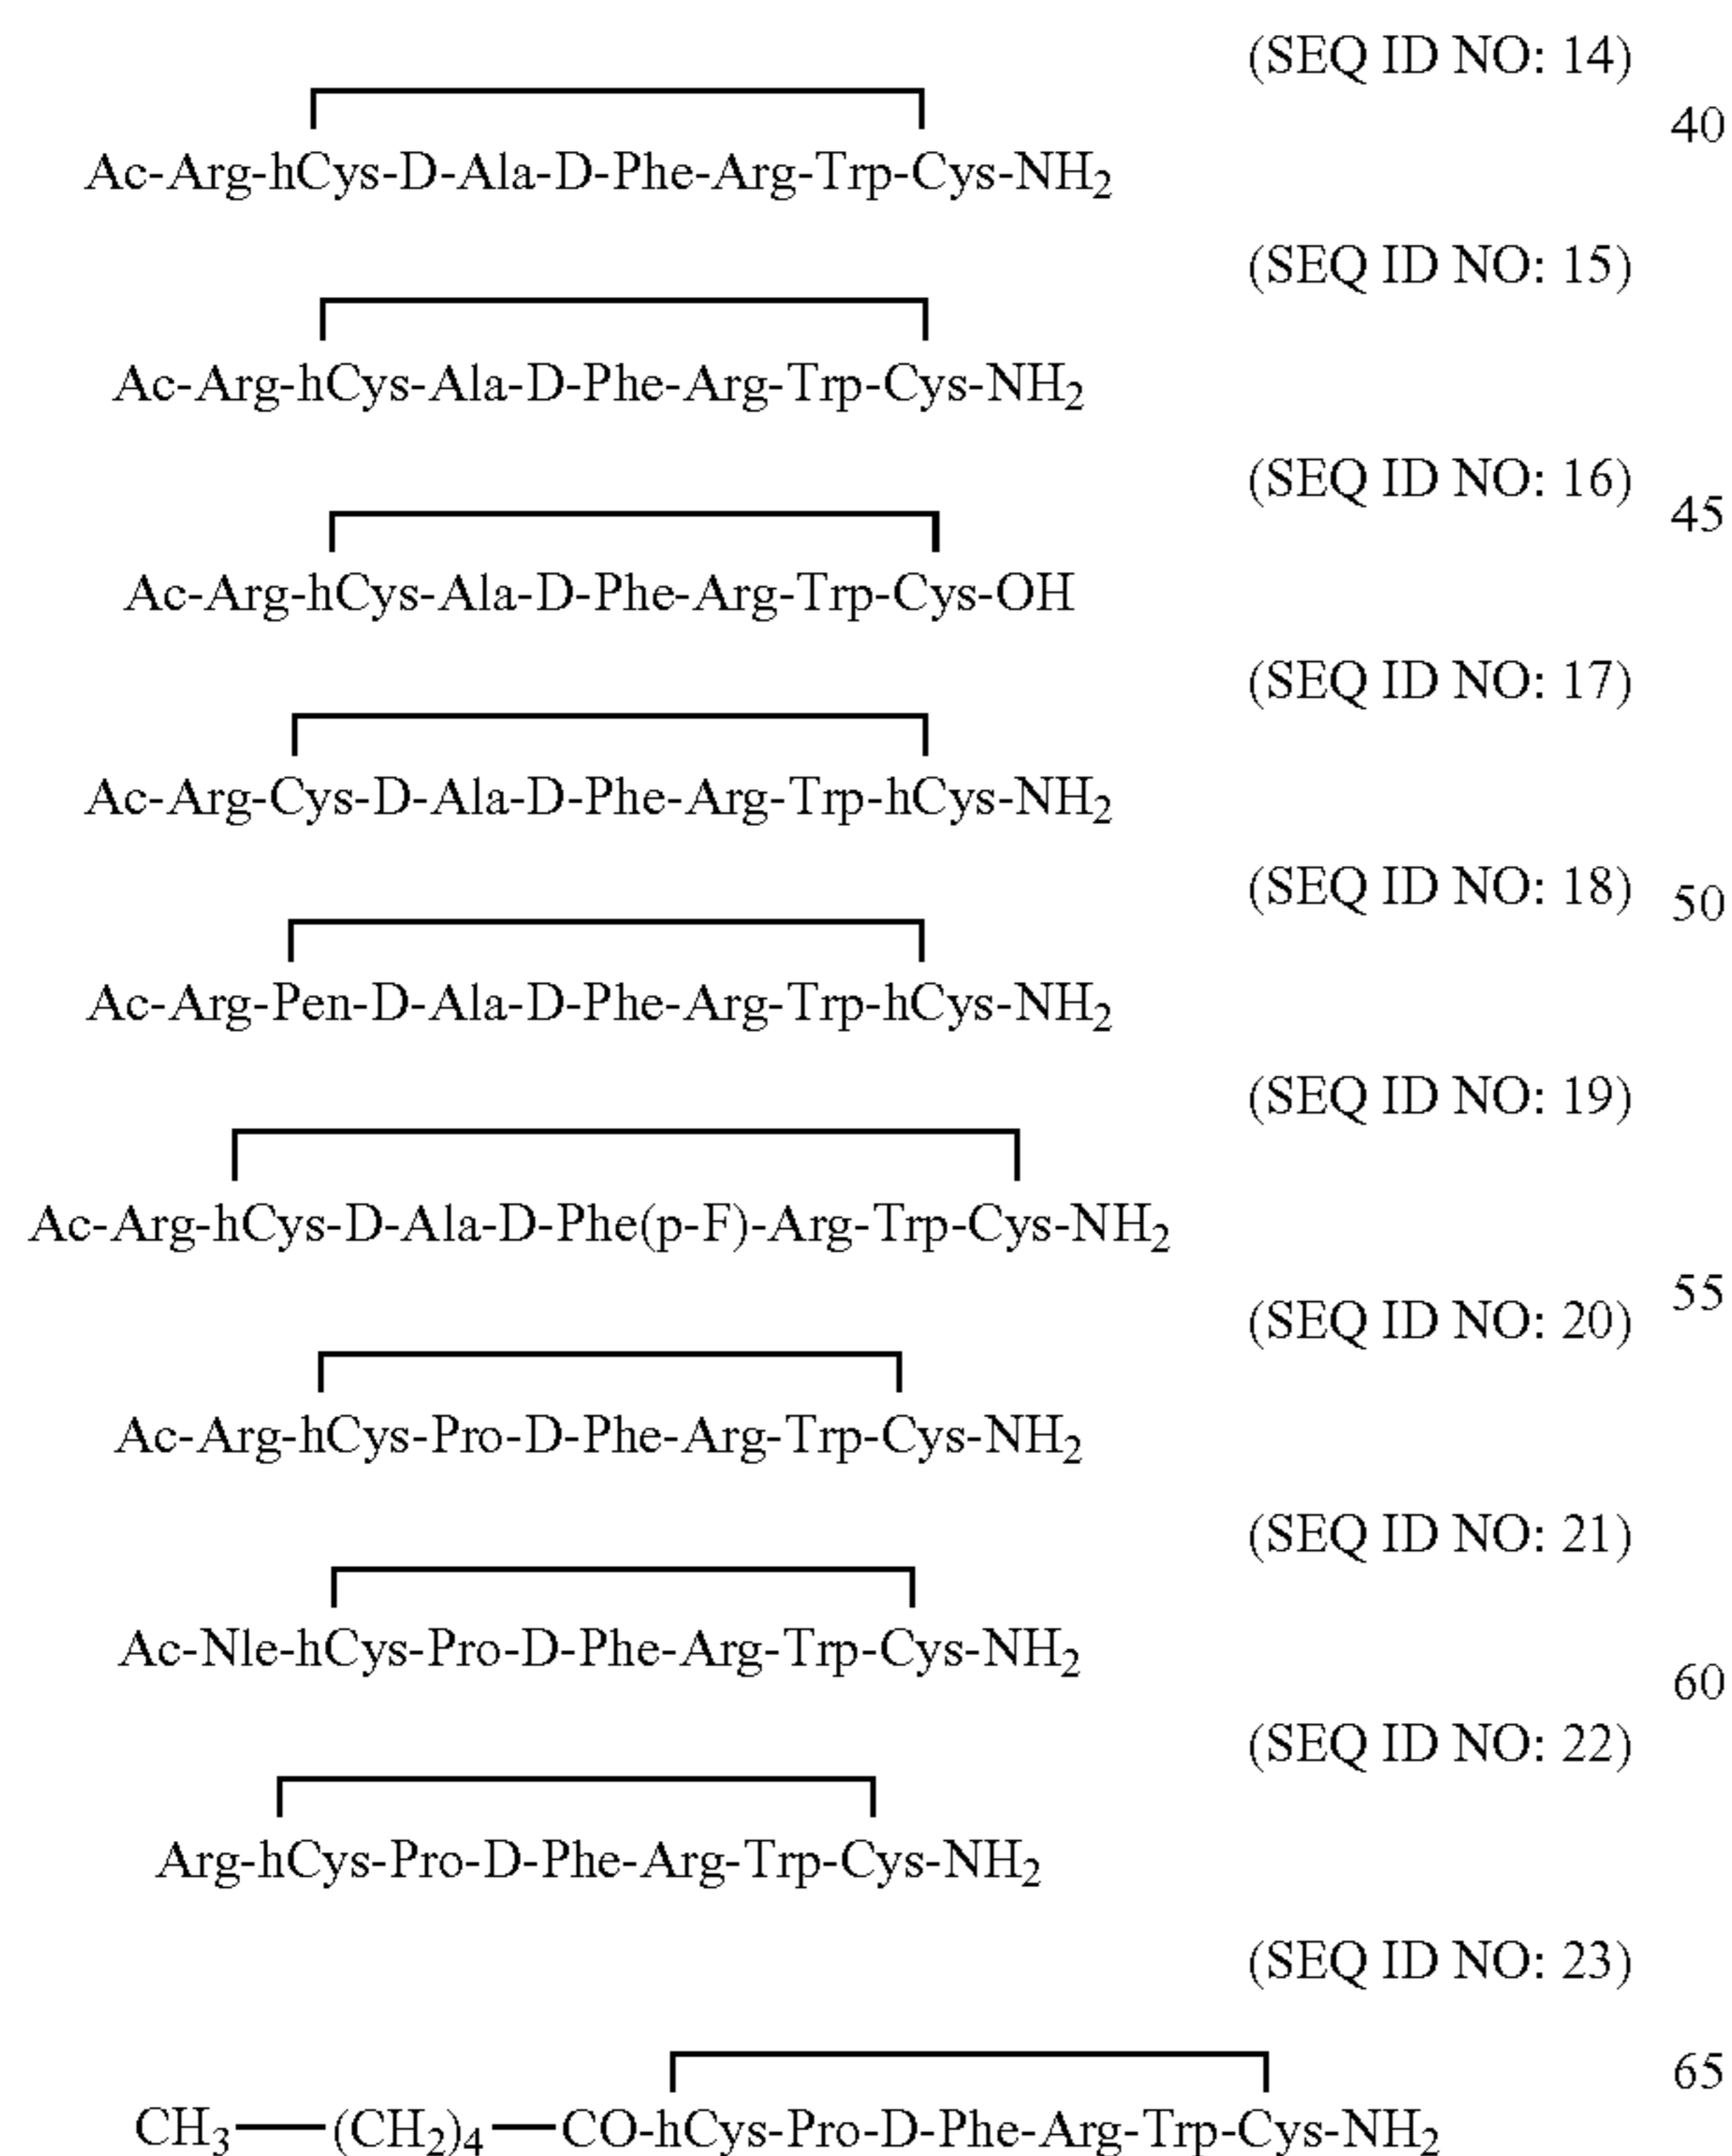 (SEQ ID NO: 14)
40
Ac-Arg-hCys-D-Ala-D-Phe-Arg-Trp-Cys-NH2
(SEQ ID NO: 15)
Ac-Arg-hCys-Ala-D-Phe-Arg-Trp-Cys-NH2
(SEQ ID NO: 16)
45
Ac-Arg-hCys-Ala-D-Phe-Arg-Trp-Cys-OH
(SEQ ID NO: 17)
Ac-Arg-Cys-D-Ala-D-Phe-Arg-Trp-hCys-NH2
(SEQ ID NO: 18)
50
Ac-Arg-Pen-D-Ala-D-Phe-Arg-Trp-hCys-NH2
(SEQ ID NO: 19)
Ac-Arg-hCys-D-Ala-D-Phe(p-F)-Arg-Trp-Cys-NH2
55
(SEQ ID NO: 20)
Ac-Arg-hCys-Pro-D-Phe-Arg-Trp-Cys-NH2
(SEQ ID NO: 21)
Ac-Nle-hCys-Pro-D-Phe-Arg-Trp-Cys-NH2
60
(SEQ ID NO: 22)
Arg-hCys-Pro-D-Phe-Arg-Trp-Cys-NH2
(SEQ ID NO: 23)
65
CH3—(CH2)4—CO-hCys-Pro-D-Phe-Arg-Trp-Cys-NH2